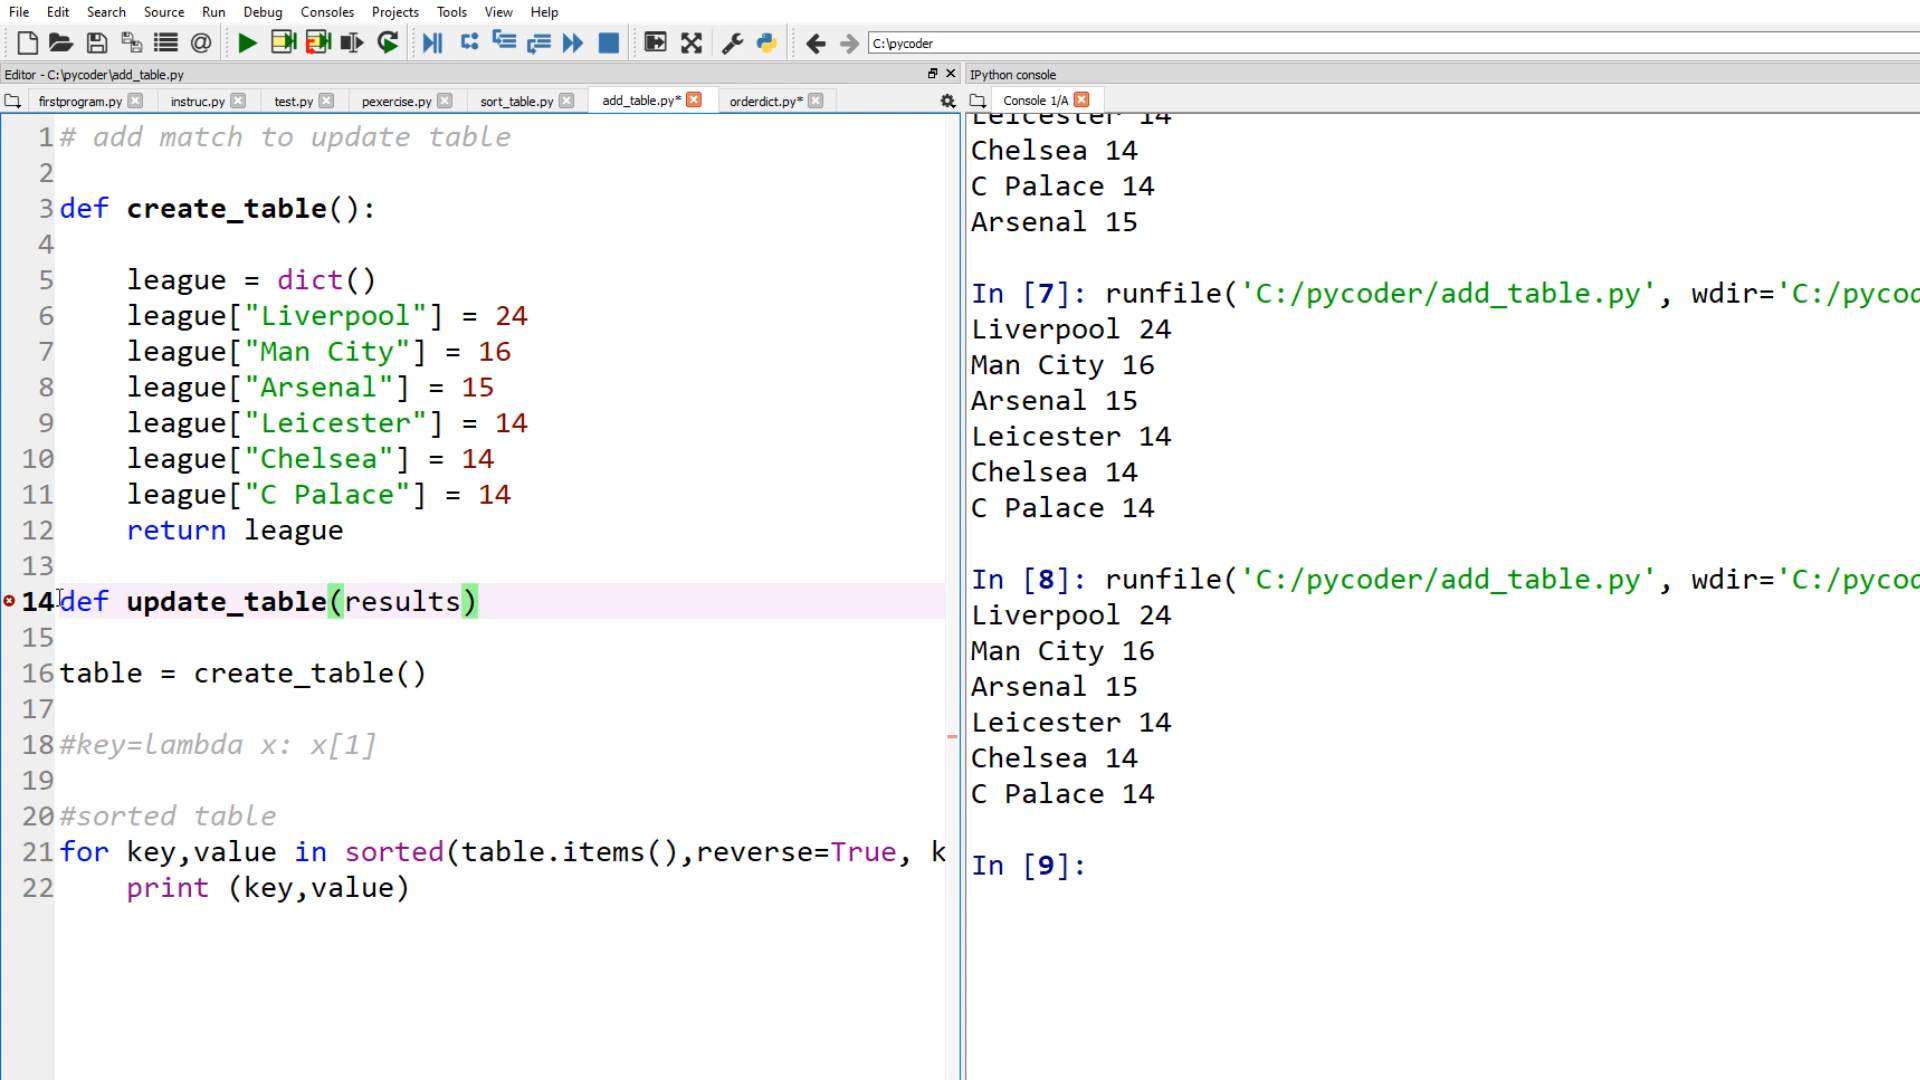 File Edit Search Source Run Debug Consoles Projects Tools View Help
C:\pycoder
Editor - C:\pycoder\add_table.py
firstprogram.py instruc.py test.py pexercise.py sort_table.py add_table.py* orderdict.py*
1 # add match to update table
2
3 def create_table():
4
5 league = dict()
6 league["Liverpool"] = 24
7 league["Man City"] = 16
8 league["Arsenal"] = 15
9 league["Leicester"] = 14
10 league["Chelsea"] = 14
11 league["C Palace"] = 14
12 return league
13
14 def update_table(results)
15
16 table = create_table()
17
18 #key=lambda x: x[1]
19
20 #sorted table
21 for key,value in sorted(table.items(),reverse=True, k
22 print (key,value)
IPython console
Console 1/A
Leicester 14
Chelsea 14
C Palace 14
Arsenal 15
In [7]: runfile('C:/pycoder/add_table.py', wdir='C:/pycod
Liverpool 24
Man City 16
Arsenal 15
Leicester 14
Chelsea 14
C Palace 14
In [8]: runfile('C:/pycoder/add_table.py', wdir='C:/pycod
Liverpool 24
Man City 16
Arsenal 15
Leicester 14
Chelsea 14
C Palace 14
In [9]: